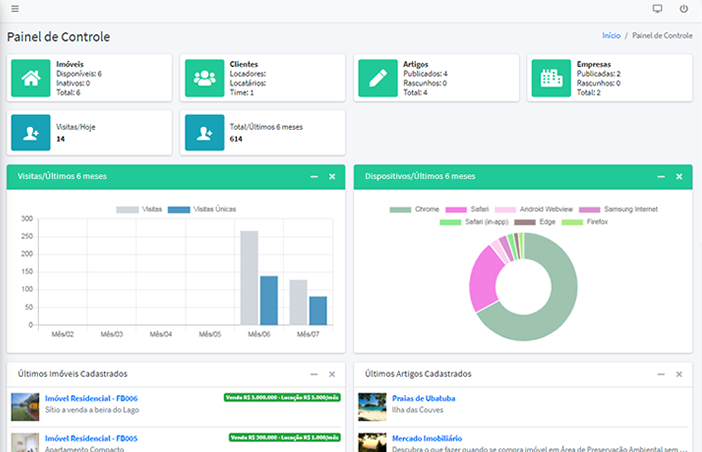 Painel de Controle
Início / Painel de Controle
Imóveis
Disponíveis: 6
Inativos: 0
Total: 6
Clientes
Locadores:
Locatários:
Time: 1
Artigos
Publicados: 4
Rascunhos: 0
Total: 4
Empresas
Publicadas: 2
Rascunhos: 0
Total: 2
Visitas/Hoje
14
Total/Últimos 6 meses
614
Visitas/Últimos 6 meses
Visitas Visitas Únicas
300
250
200
150
100
50
0
Mês/02 Mês/03 Mês/04 Mês/05 Mês/06 Mês/07
Dispositivos/Últimos 6 meses
Chrome Safari Android Webview Samsung Internet
Safari (in-app) Edge Firefox
Últimos Imóveis Cadastrados
Imóvel Residencial - FB006
Venda R$ 5.000.000 - Locação R$ 5.000/mês
Sítio a venda a beira do Lago
Imóvel Residencial - FB005
Venda R$ 300.000 - Locação R$ 1.000/mês
Apartamento Compacto
Últimos Artigos Cadastrados
Praias de Ubatuba
Ilha das Couves
Mercado Imobiliário
Descubra o que fazer quando se compra imóvel em Área de Preservação Ambiental sem ...